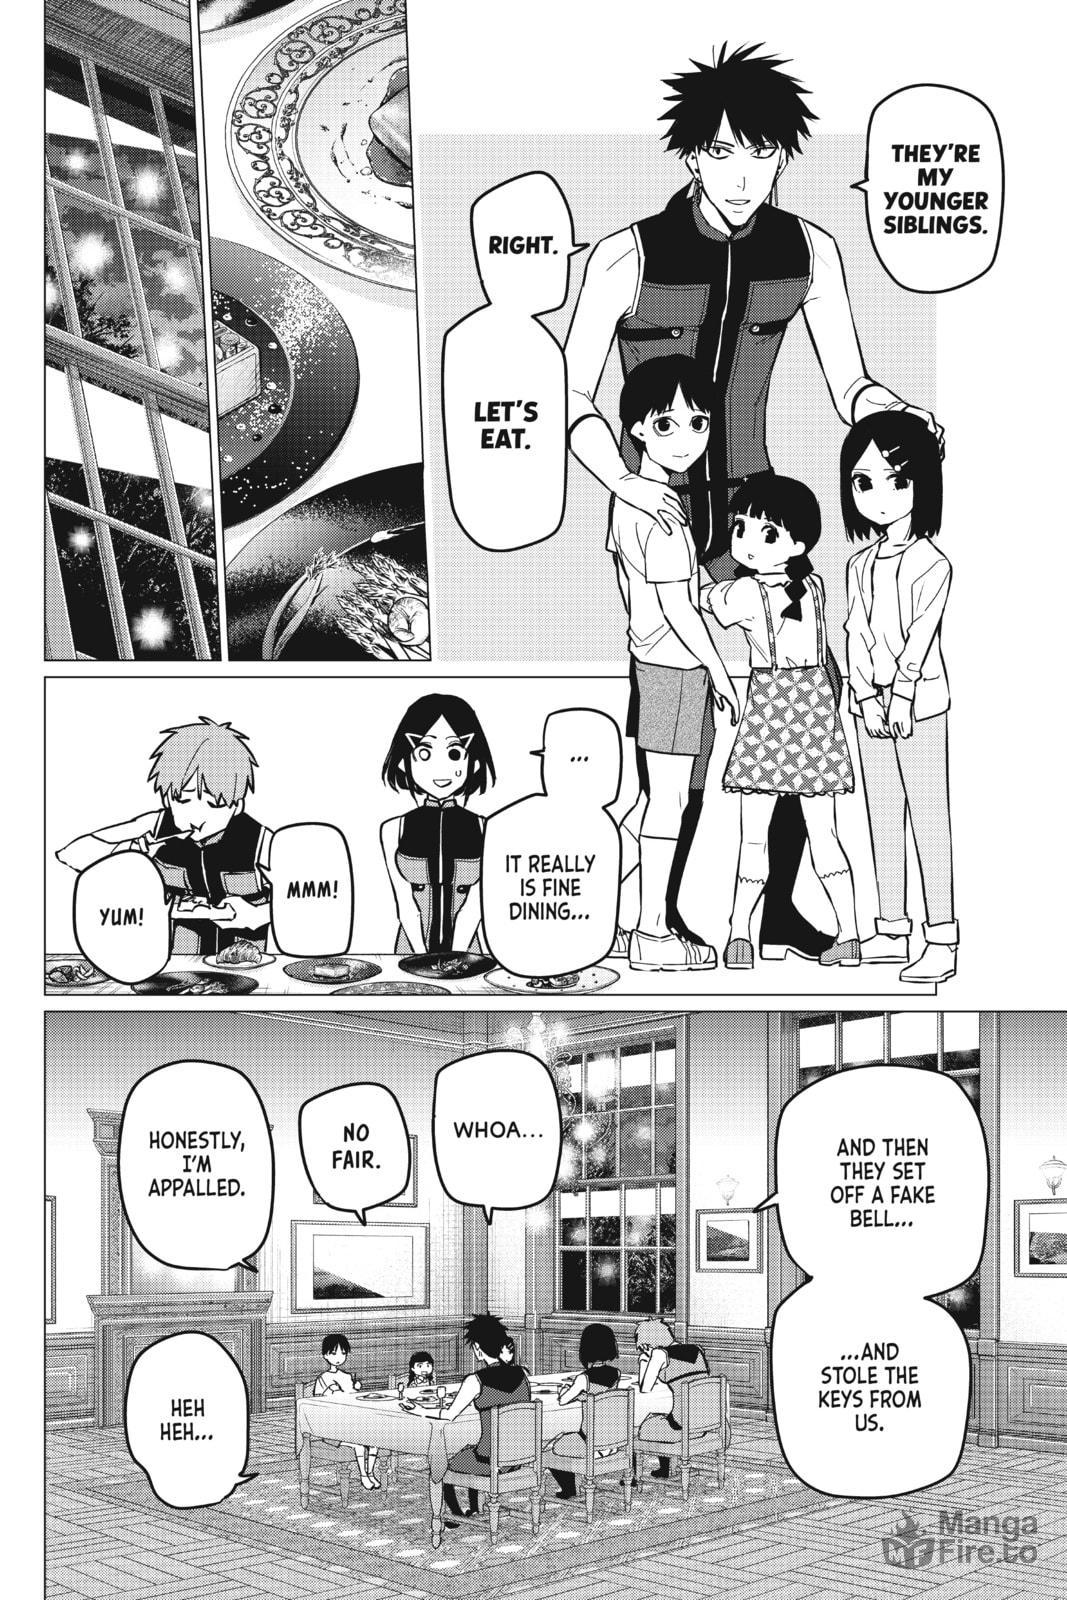 THEY'RE
MY
YOUNGER
SIBLINGS.
RIGHT.
LET'S
EAT.
...
IT REALLY
IS FINE
DINING...
MMM!
YUM!
AND THEN
THEY SET
OFF A FAKE
BELL...
...AND
STOLE THE
KEYS FROM
US.
WHOA...
NO
FAIR.
HONESTLY,
I'M
APPALLED.
HEH
HEH...
MF
Manga
Fire.to